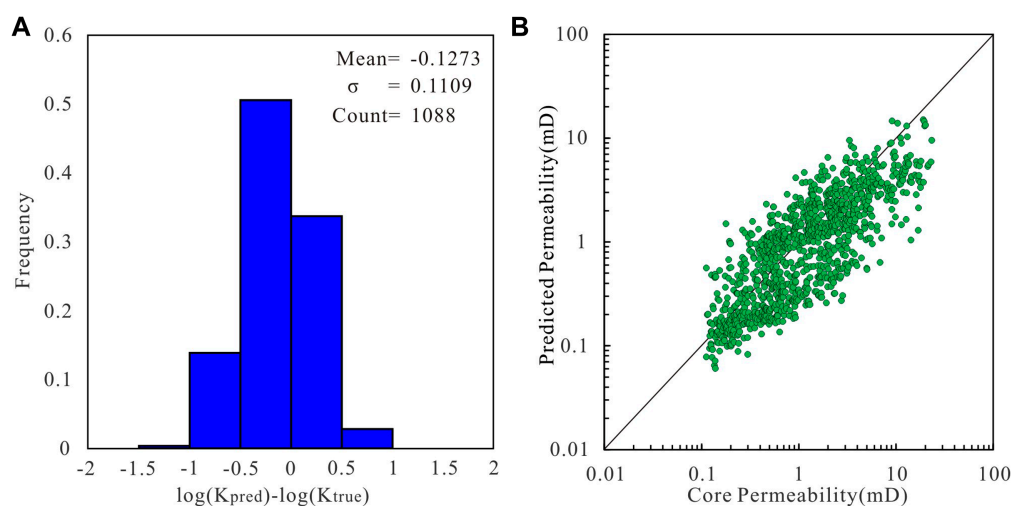 A
Frequency
0.6
0.5
0.4
0.3
0.2
0.1
0
Mean= -0.1273
σ = 0.1109
Count= 1088
-2 -1.5 -1 -0.5 0 0.5 1 1.5 2
log(Kpred)-log(Ktrue)
B
Predicted Permeability(mD)
100
10
1
0.1
0.01
0.01 0.1 1 10 100
Core Permeability(mD)